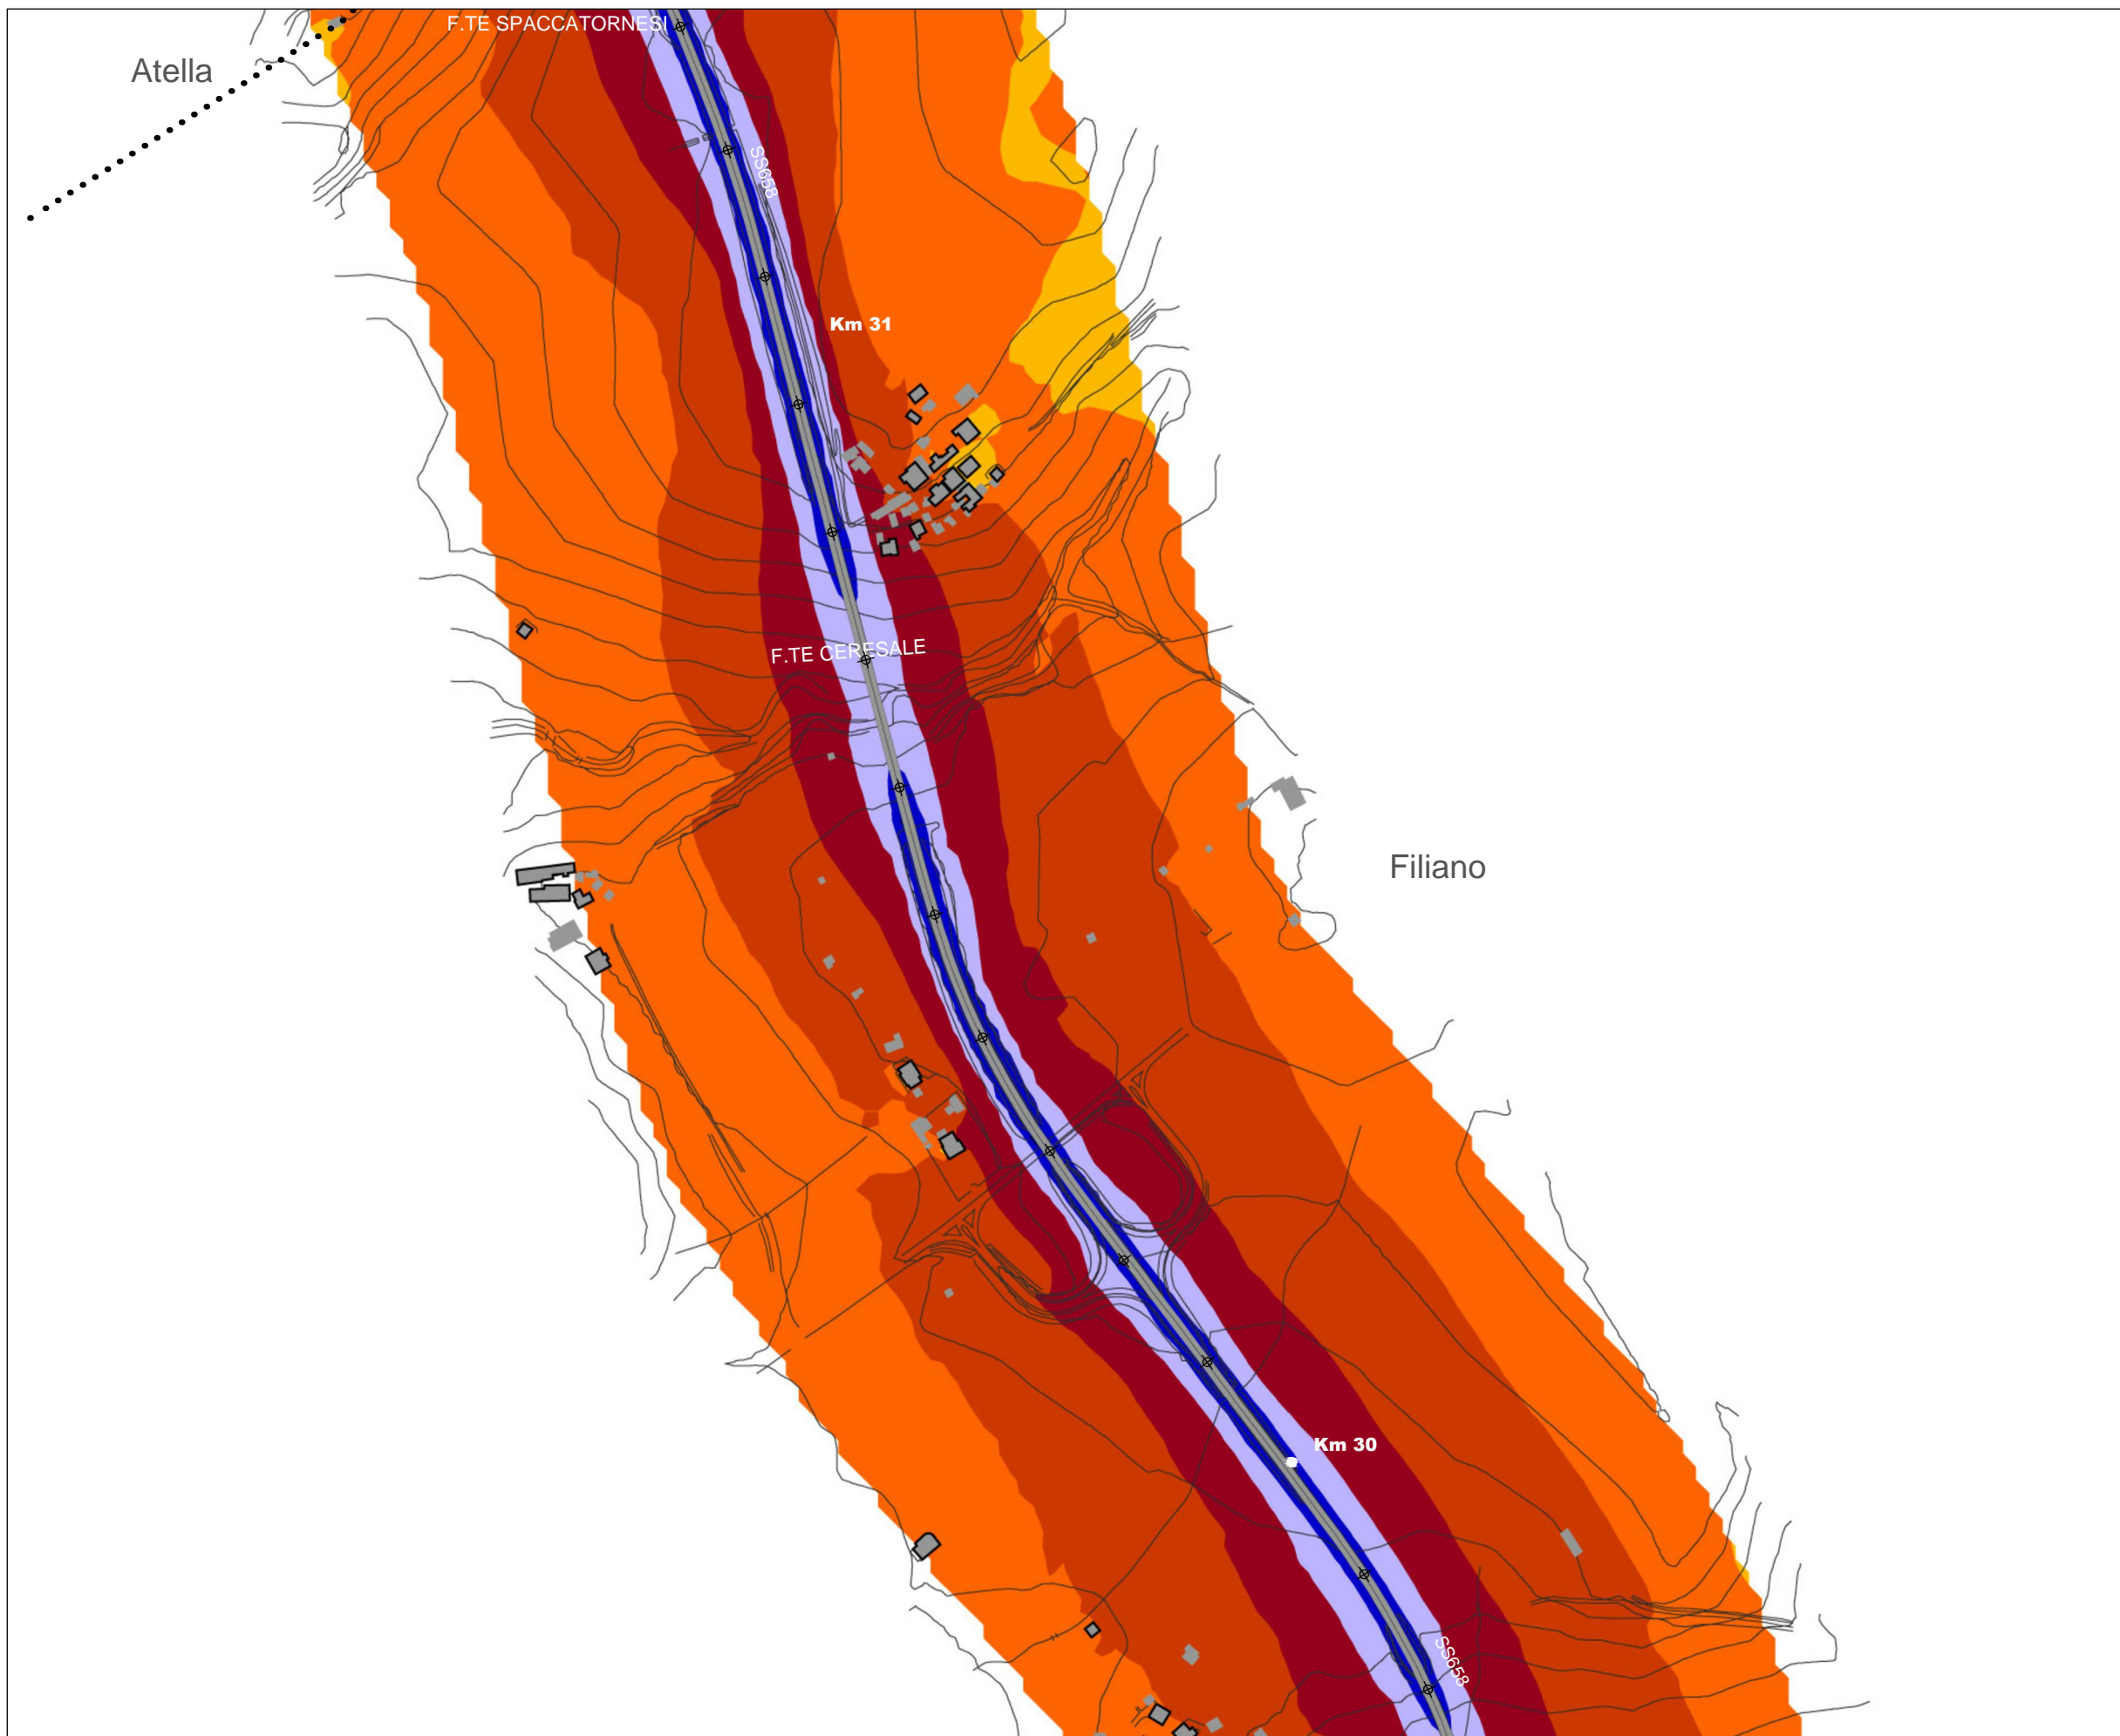 F.TE SPACCATORNESI
Atella
SS658
Km 31
F.TE CERESALE
Filiano
Km 30
SS658